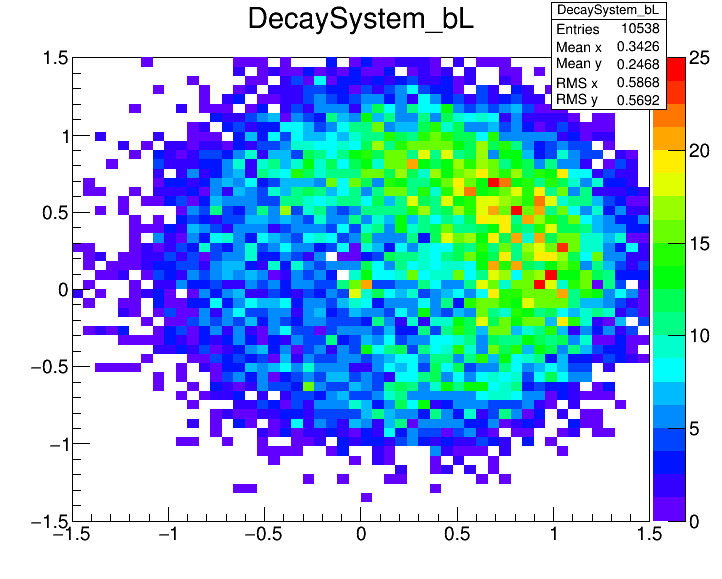 DecaySystem_bL
DecaySystem_bL
Entries 10538
Mean x 0.3426
Mean y 0.2468
RMS x 0.5868
RMS y 0.5692
1.5
1
0.5
0
−0.5
−1
−1.5
−1.5 −1 −0.5 0 0.5 1 1.5
25
20
15
10
5
0